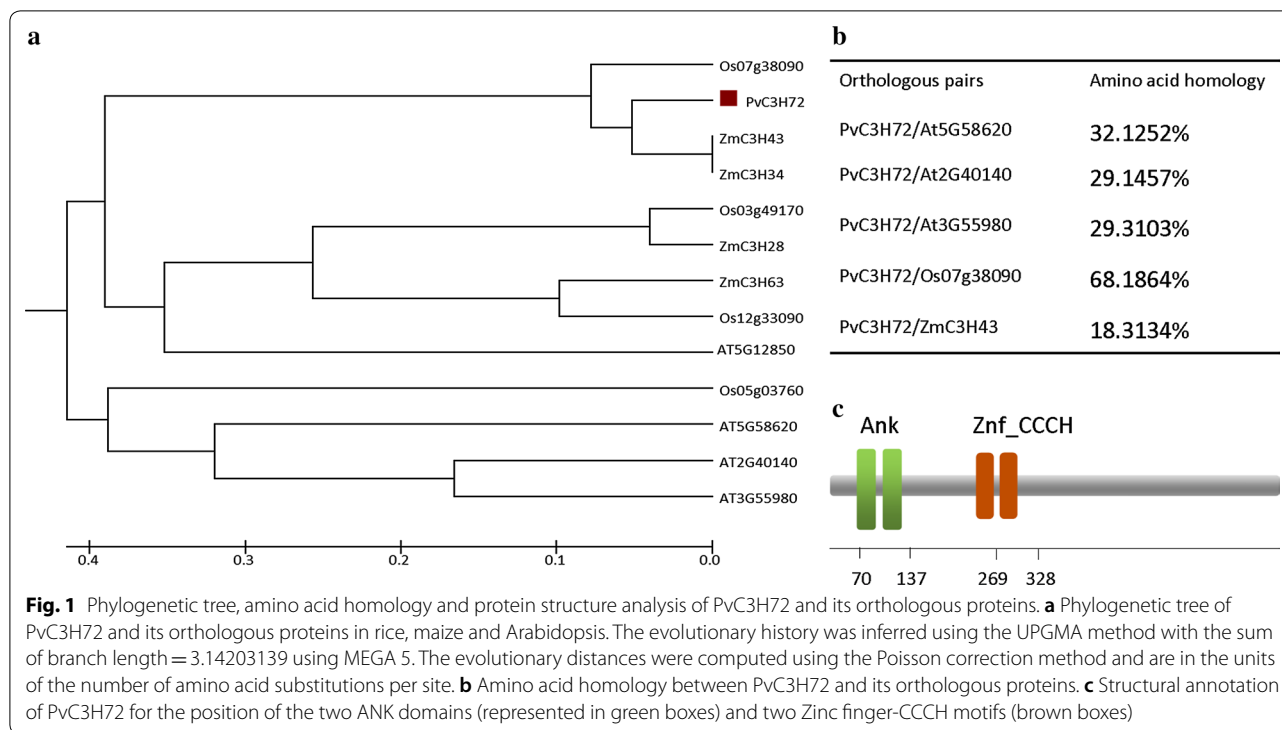 a
Os07g38090
PvC3H72
ZmC3H43
ZmC3H34
Os03g49170
ZmC3H28
ZmC3H63
Os12g33090
AT5G12850
Os05g03760
AT5G58620
AT2G40140
AT3G55980
0.4 0.3 0.2 0.1 0.0
b
Orthologous pairs Amino acid homology
PvC3H72/At5G58620 32.1252%
PvC3H72/At2G40140 29.1457%
PvC3H72/At3G55980 29.3103%
PvC3H72/Os07g38090 68.1864%
PvC3H72/ZmC3H43 18.3134%
c
Ank Znf_CCCH
70 137 269 328
Fig. 1 Phylogenetic tree, amino acid homology and protein structure analysis of PvC3H72 and its orthologous proteins. a Phylogenetic tree of
PvC3H72 and its orthologous proteins in rice, maize and Arabidopsis. The evolutionary history was inferred using the UPGMA method with the sum
of branch length = 3.14203139 using MEGA 5. The evolutionary distances were computed using the Poisson correction method and are in the units
of the number of amino acid substitutions per site. b Amino acid homology between PvC3H72 and its orthologous proteins. c Structural annotation
of PvC3H72 for the position of the two ANK domains (represented in green boxes) and two Zinc finger-CCCH motifs (brown boxes)